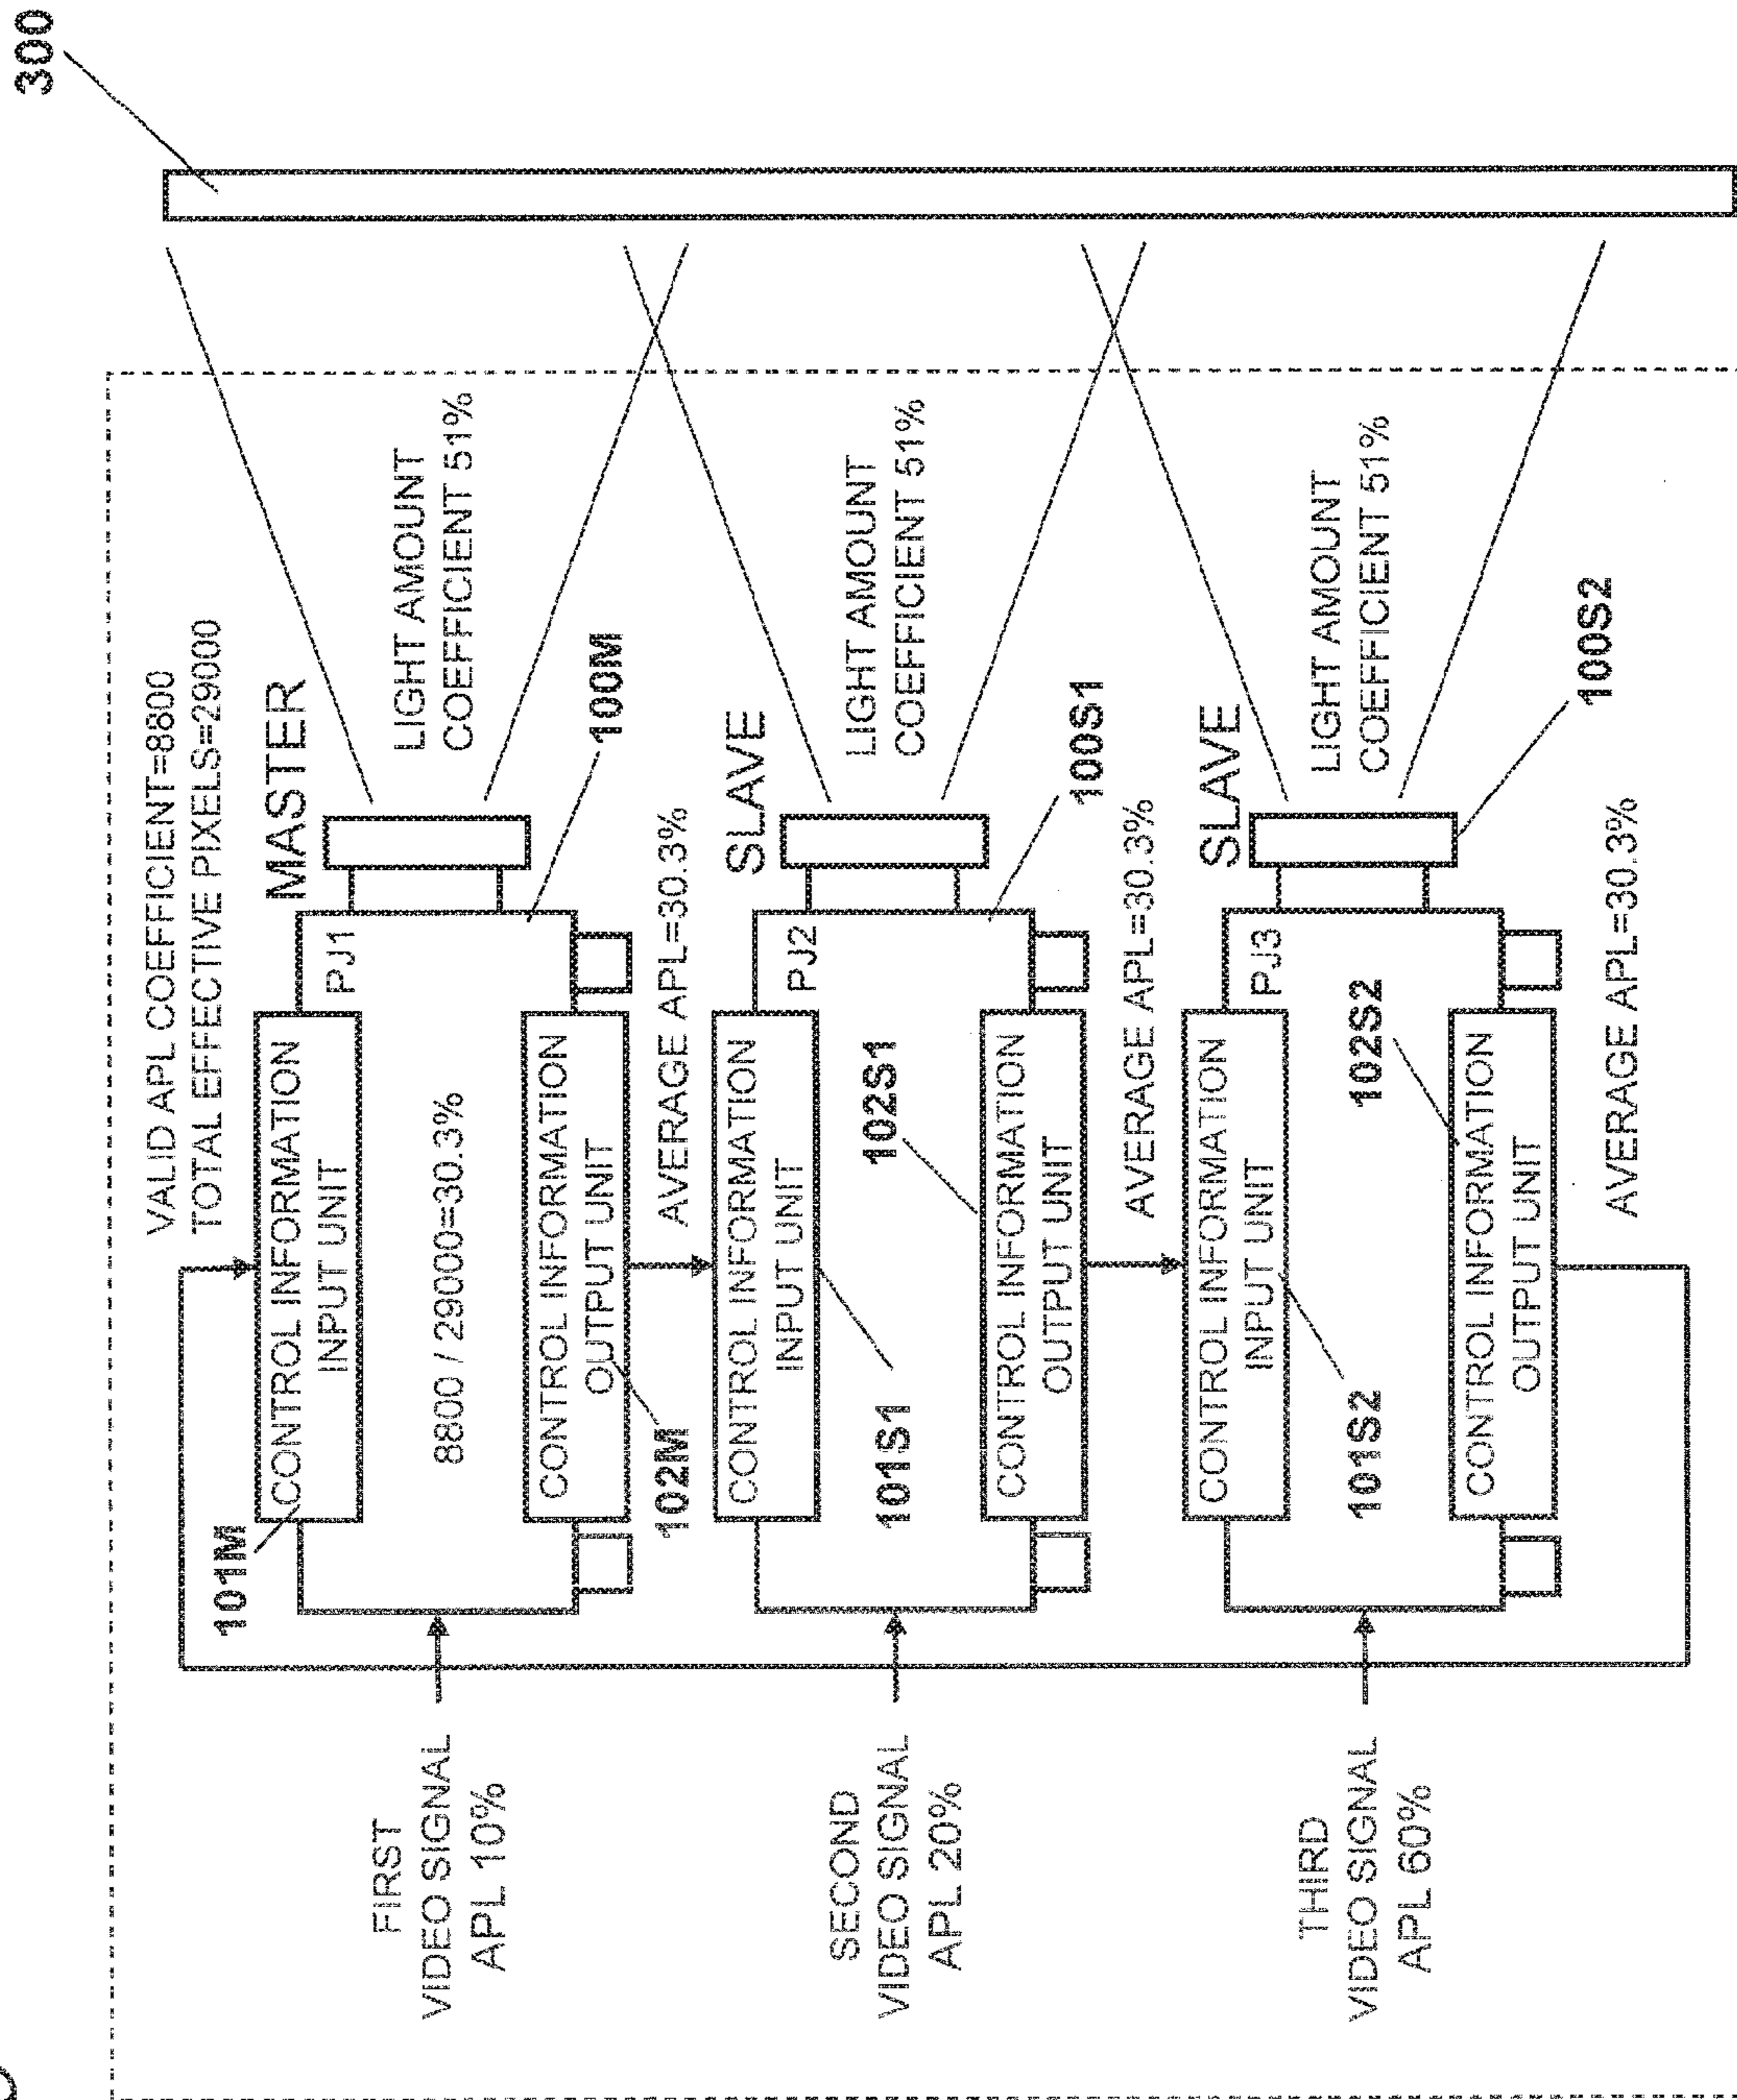 300
VALID APL COEFFICIENT=8800
TOTAL EFFECTIVE PIXELS=29000
MASTER
101M
CONTROL INFORMATION
INPUT UNIT
PJ1
8800 / 29000=30.3%
LIGHT AMOUNT
COEFFICIENT 51%
FIRST
VIDEO SIGNAL
APL 10%
CONTROL INFORMATION
OUTPUT UNIT
100M
102M
AVERAGE APL=30.3%
SLAVE
CONTROL INFORMATION
INPUT UNIT
PJ2
101S1
102S1
LIGHT AMOUNT
COEFFICIENT 51%
SECOND
VIDEO SIGNAL
APL 20%
CONTROL INFORMATION
OUTPUT UNIT
100S1
AVERAGE APL=30.3%
SLAVE
CONTROL INFORMATION
INPUT UNIT
PJ3
101S2
102S2
LIGHT AMOUNT
COEFFICIENT 51%
THIRD
VIDEO SIGNAL
APL 60%
CONTROL INFORMATION
OUTPUT UNIT
100S2
AVERAGE APL=30.3%